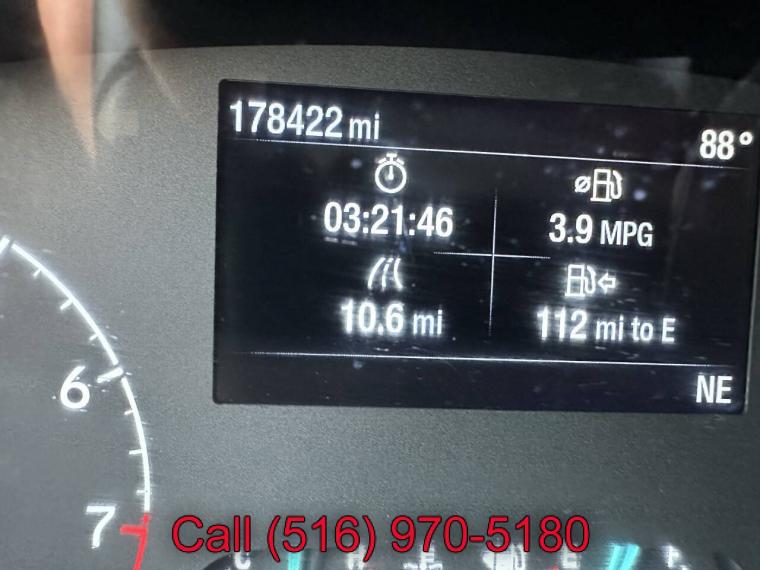 178422 mi
88°
03:21:46
3.9 MPG
10.6 mi
112 mi to E
NE
6
7
Call (516) 970-5180